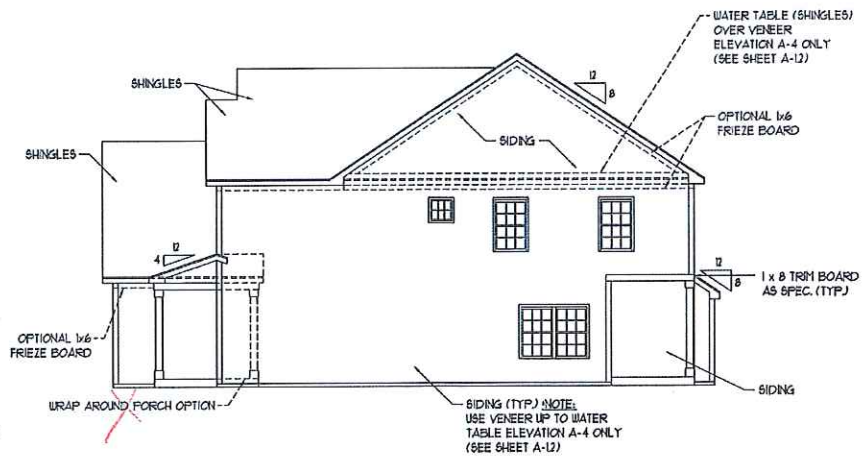 WATER TABLE (SHINGLES)
OVER VENEER
ELEVATION A-4 ONLY
(SEE SHEET A-12)
12
8
SHINGLES
OPTIONAL 1x6
FRIEZE BOARD
SIDING
SHINGLES
12
4
12
8
1 x 8 TRIM BOARD
AS SPEC. (TYP.)
OPTIONAL 1x6
FRIEZE BOARD
SIDING
WRAP AROUND PORCH OPTION
SIDING (TYP.) NOTE:
USE VENEER UP TO WATER
TABLE ELEVATION A-4 ONLY
(SEE SHEET A-12)